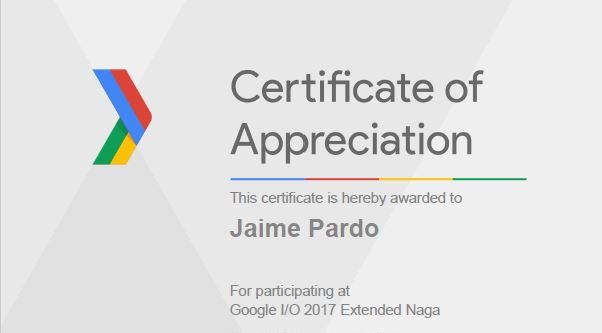 Certificate of
Appreciation
This certificate is hereby awarded to
Jaime Pardo
For participating at
Google I/O 2017 Extended Naga